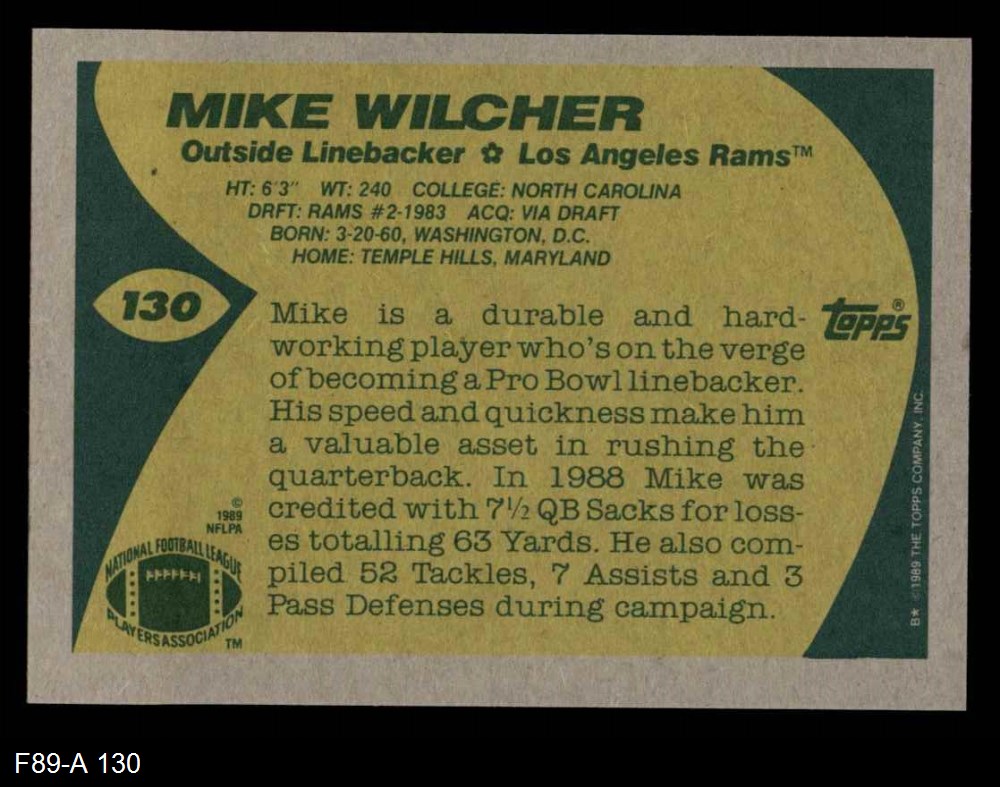 MIKE WILCHER
Outside Linebacker ✿ Los Angeles Rams™
HT: 6'3" WT: 240 COLLEGE: NORTH CAROLINA
DRFT: RAMS #2-1983 ACQ: VIA DRAFT
BORN: 3-20-60, WASHINGTON, D.C.
HOME: TEMPLE HILLS, MARYLAND
130
topps®
Mike is a durable and hard-
working player who's on the verge
of becoming a Pro Bowl linebacker.
His speed and quickness make him
a valuable asset in rushing the
quarterback. In 1988 Mike was
credited with 7½ QB Sacks for loss-
es totalling 63 Yards. He also com-
piled 52 Tackles, 7 Assists and 3
Pass Defenses during campaign.
©
1989
NFLPA
NATIONAL FOOTBALL LEAGUE
PLAYERS ASSOCIATION
TM
B* ©1989 THE TOPPS COMPANY, INC.
F89-A 130